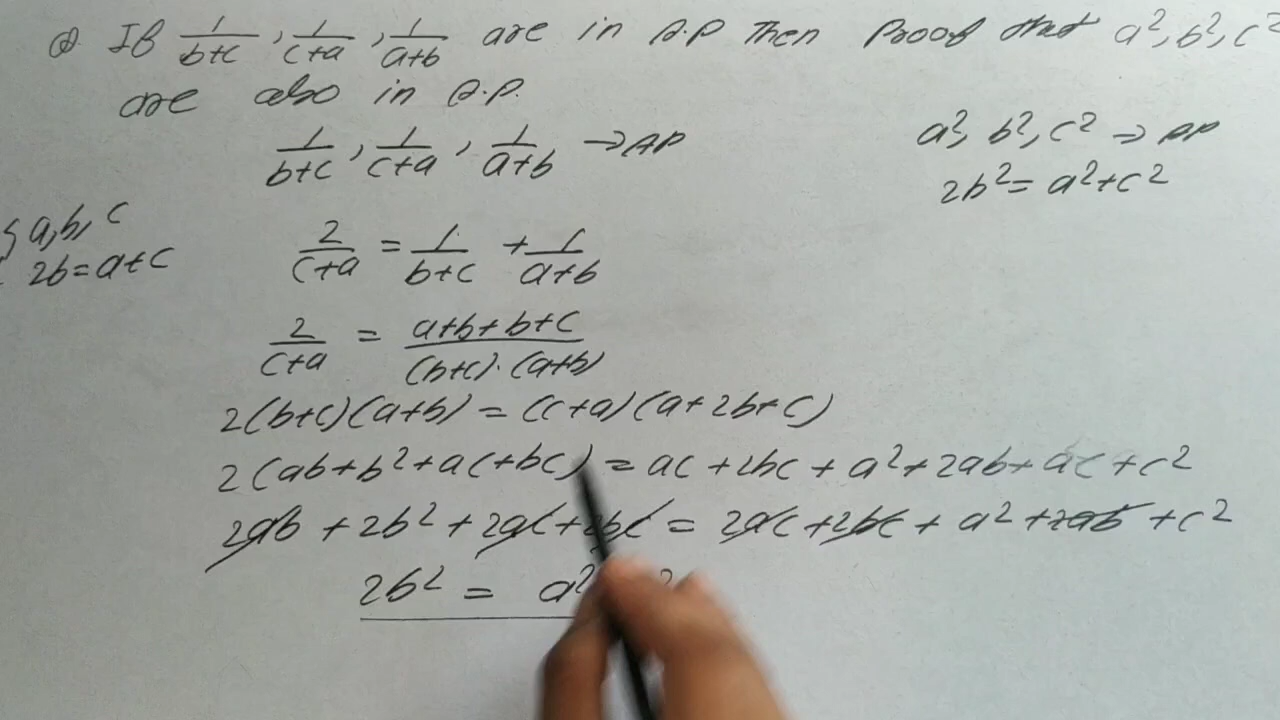 Q. If 1/(b+c), 1/(c+a), 1/(a+b) are in A.P Then Proof that a², b², c²
are also in A.P.
1/(b+c), 1/(c+a), 1/(a+b) → AP
a², b², c² → AP
2b² = a²+c²
a, b, c
2b = a+c
2/(c+a) = 1/(b+c) + 1/(a+b)
2/(c+a) = (a+b+b+c)/((b+c).(a+b))
2(b+c)(a+b) = (c+a)(a+2b+c)
2(ab+b²+ac+bc) = ac+2bc+a²+2ab+ac+c²
2ab + 2b² + 2ac + 2bc = 2ac + 2bc + a² + 2ab + c²
2b² = a²